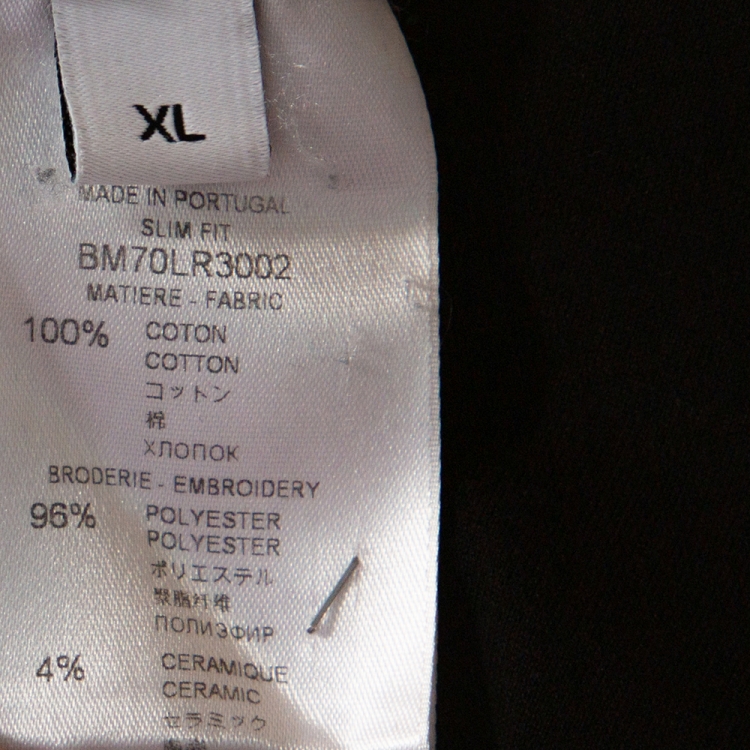 XL
MADE IN PORTUGAL
SLIM FIT
BM70LR3002
MATIERE - FABRIC
100% COTON
COTTON
コットン
棉
ХЛОПОК
BRODERIE - EMBROIDERY
96% POLYESTER
POLYESTER
ポリエステル
聚脂纤维
ПОЛИЭФИР
4% CERAMIQUE
CERAMIC
セラミック